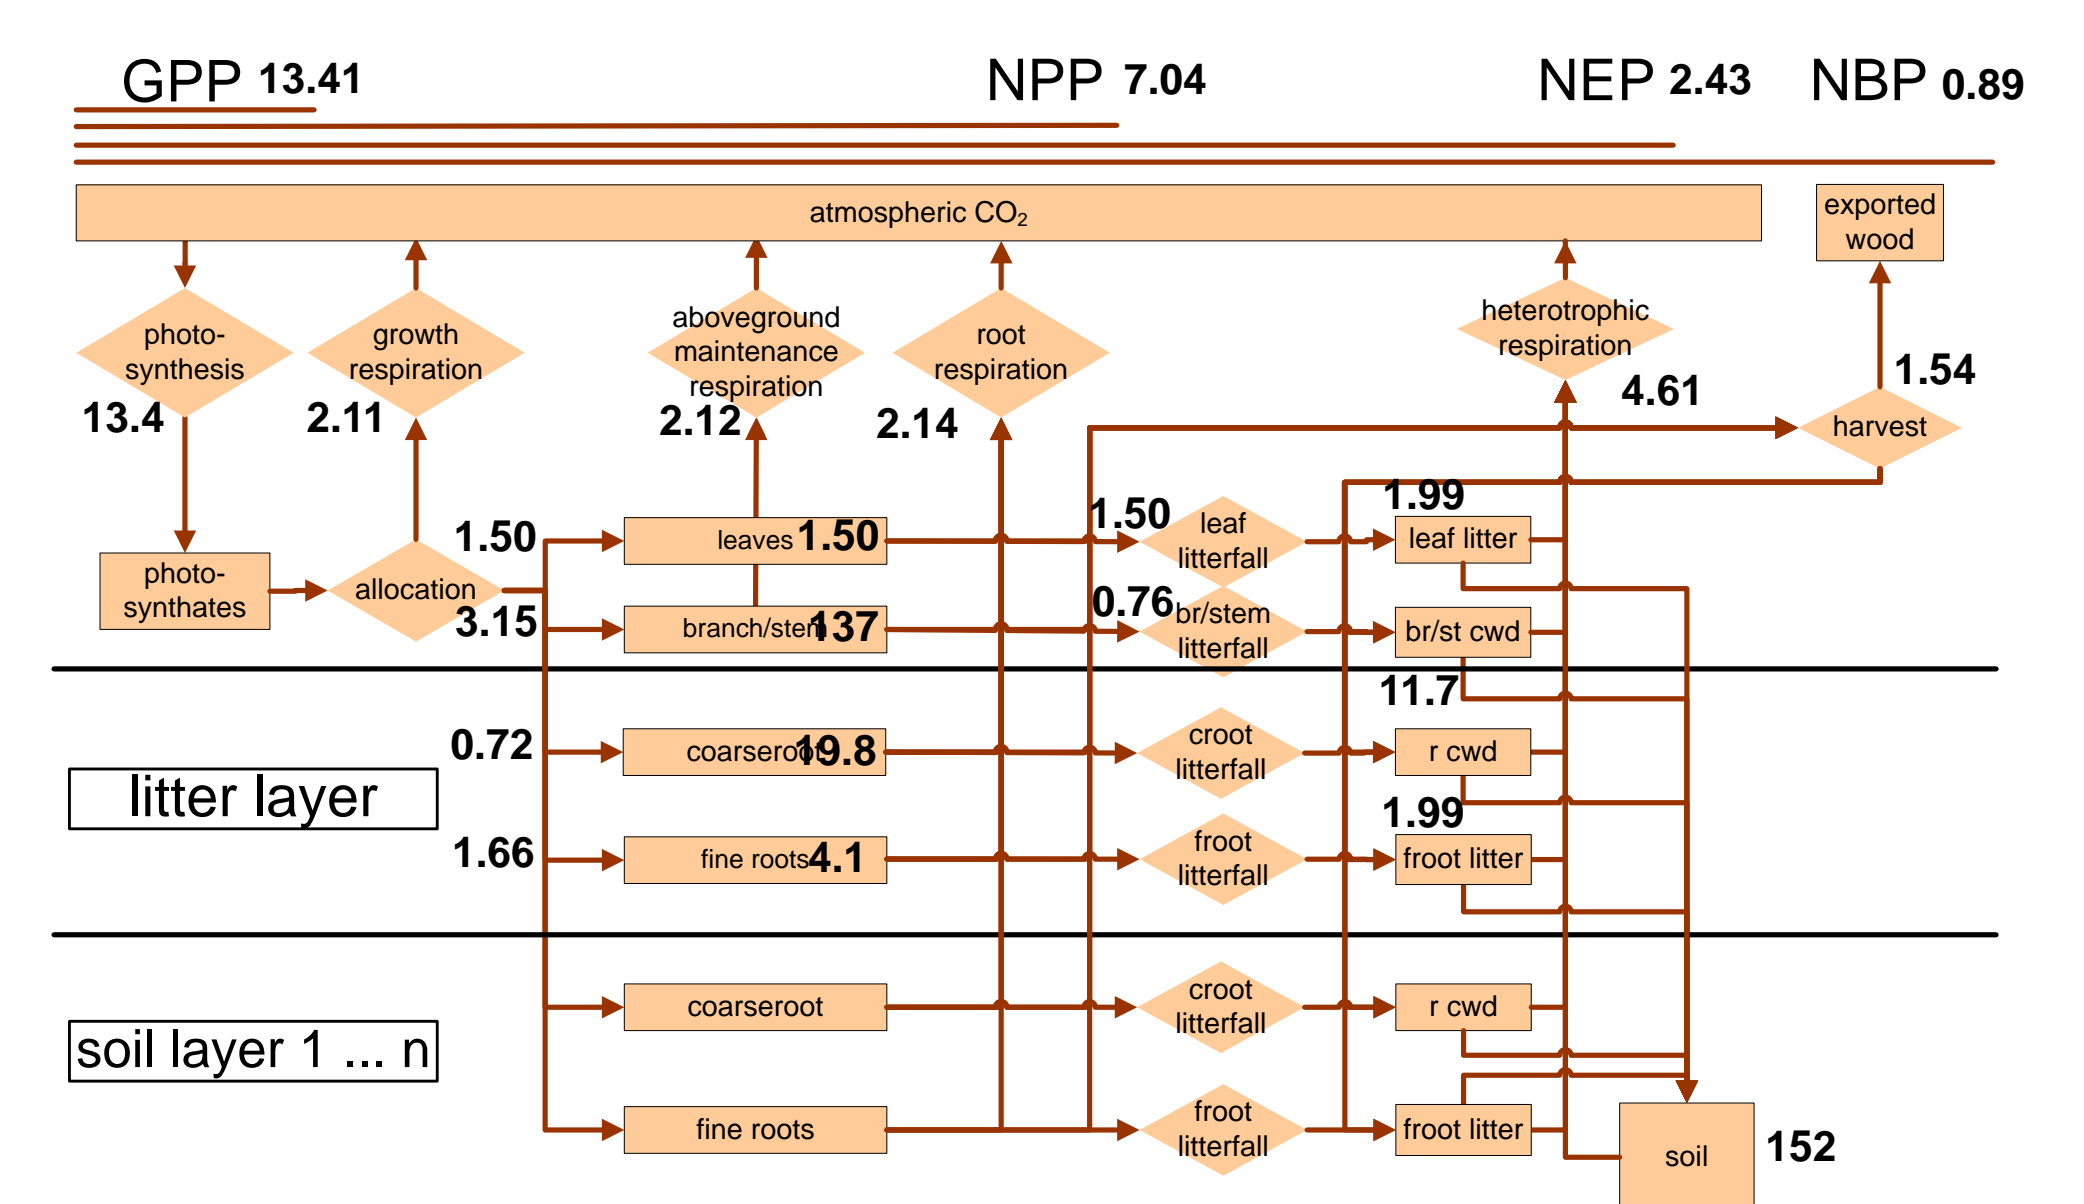 GPP 13.41
NPP 7.04
NEP 2.43
NBP 0.89
atmospheric CO₂
exported
wood
photo-
synthesis
13.4
growth
respiration
2.11
aboveground
maintenance
respiration
2.12
root
respiration
2.14
heterotrophic
respiration
4.61
1.54
harvest
photo-
synthates
allocation
1.50
leaves 1.50
1.50
leaf
litterfall
1.99
leaf litter
3.15
branch/stem 137
0.76
br/stem
litterfall
br/st cwd
11.7
litter layer
0.72
coarseroot 19.8
croot
litterfall
r cwd
1.66
fine roots 4.1
froot
litterfall
1.99
froot litter
soil layer 1 ... n
coarseroot
croot
litterfall
r cwd
fine roots
froot
litterfall
froot litter
soil
152